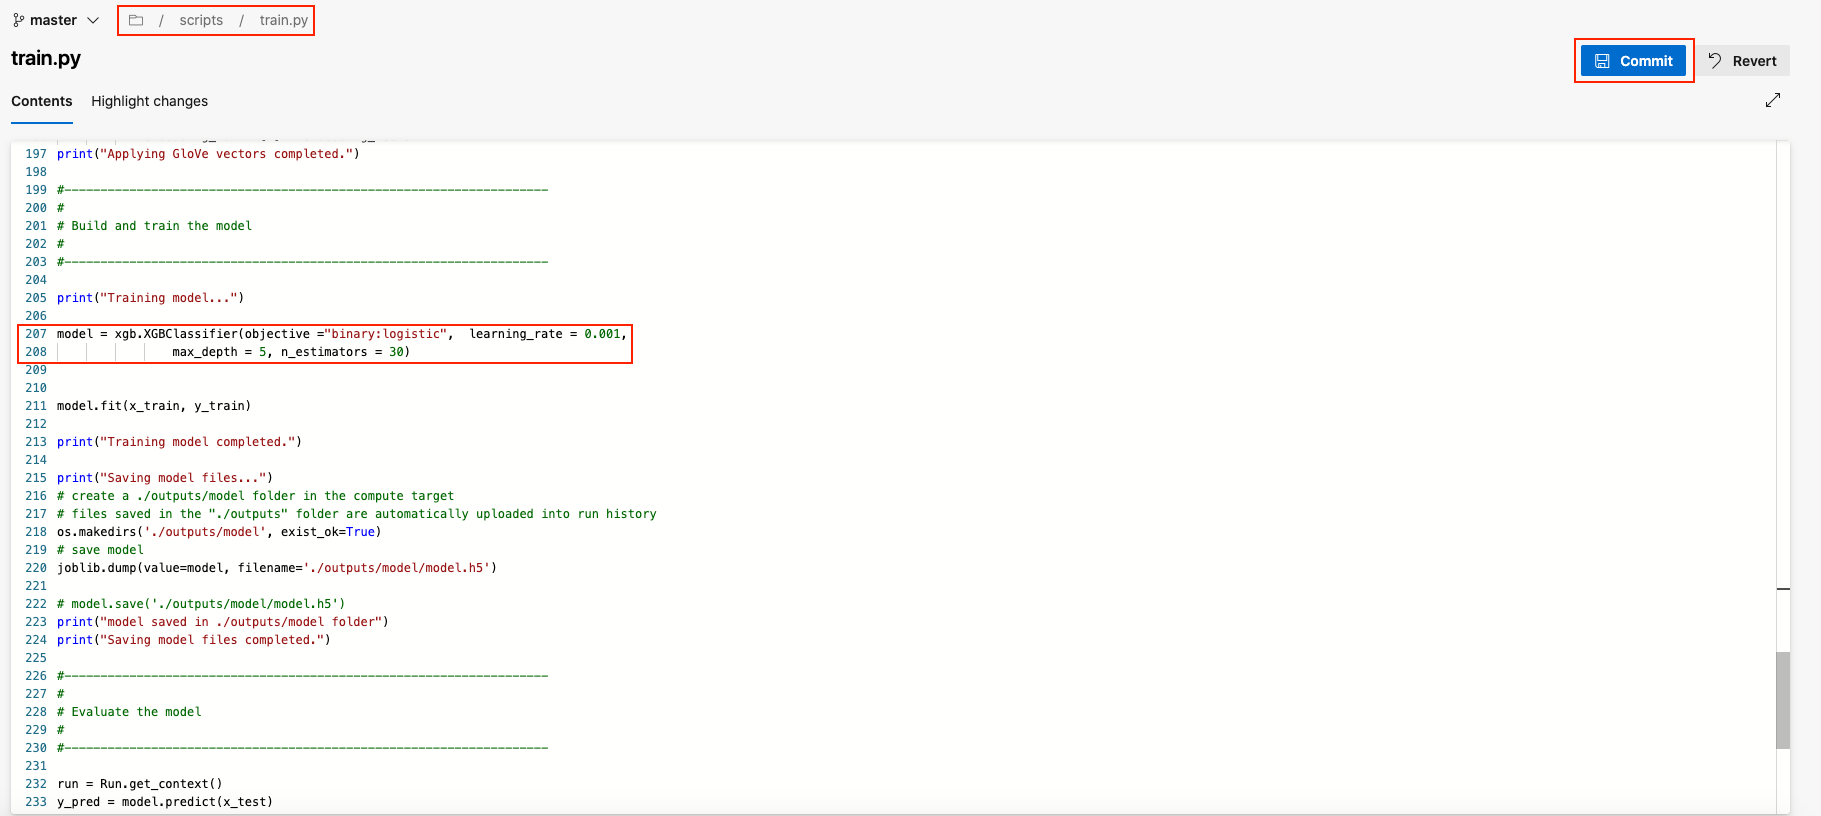 master / scripts / train.py
train.py
Commit Revert
Contents Highlight changes
197 print("Applying GloVe vectors completed.")
198
199 #-------------------------------------------------------------------
200 #
201 # Build and train the model
202 #
203 #-------------------------------------------------------------------
204
205 print("Training model...")
206
207 model = xgb.XGBClassifier(objective ="binary:logistic",  learning_rate = 0.001,
208                 max_depth = 5, n_estimators = 30)
209
210
211 model.fit(x_train, y_train)
212
213 print("Training model completed.")
214
215 print("Saving model files...")
216 # create a ./outputs/model folder in the compute target
217 # files saved in the "./outputs" folder are automatically uploaded into run history
218 os.makedirs('./outputs/model', exist_ok=True)
219 # save model
220 joblib.dump(value=model, filename='./outputs/model/model.h5')
221
222 # model.save('./outputs/model/model.h5')
223 print("model saved in ./outputs/model folder")
224 print("Saving model files completed.")
225
226 #-------------------------------------------------------------------
227 #
228 # Evaluate the model
229 #
230 #-------------------------------------------------------------------
231
232 run = Run.get_context()
233 y_pred = model.predict(x_test)